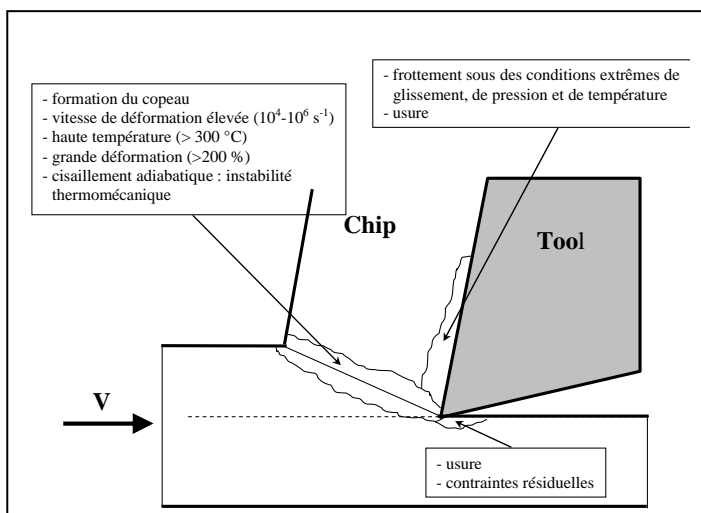 - formation du copeau
- vitesse de déformation élevée (10⁴-10⁶ s⁻¹)
- haute température (> 300 °C)
- grande déformation (>200 %)
- cisaillement adiabatique : instabilité
thermomécanique
- frottement sous des conditions extrêmes de
glissement, de pression et de température
- usure
Chip
Tool
V
- usure
- contraintes résiduelles